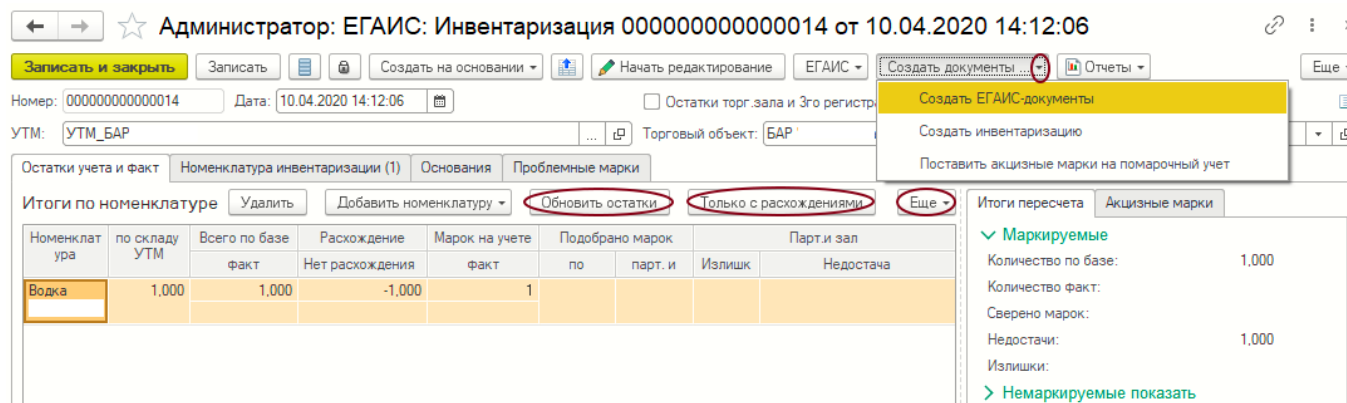 Администратор: ЕГАИС: Инвентаризация 000000000000014 от 10.04.2020 14:12:06
Записать и закрыть Записать Создать на основании Начать редактирование ЕГАИС Создать документы ... Отчеты Еще
Номер: 000000000000014 Дата: 10.04.2020 14:12:06 Остатки торг.зала и 3го регистра
Создать ЕГАИС-документы
УТМ: УТМ_БАР ... Торговый объект: БАР
Создать инвентаризацию
Поставить акцизные марки на помарочный учет
Остатки учета и факт Номенклатура инвентаризации (1) Основания Проблемные марки
Итоги по номенклатуре Удалить Добавить номенклатуру Обновить остатки Только с расхождениями Еще Итоги пересчета Акцизные марки
Номенклат по складу Всего по базе Расхождение Марок на учете Подобрано марок Парт.и зал
ура УТМ факт Нет расхождения факт по парт. и Излишк Недостача
Водка 1,000 1,000 -1,000 1
Маркируемые
Количество по базе: 1,000
Количество факт:
Сверено марок:
Недостачи: 1,000
Излишки:
Немаркируемые показать